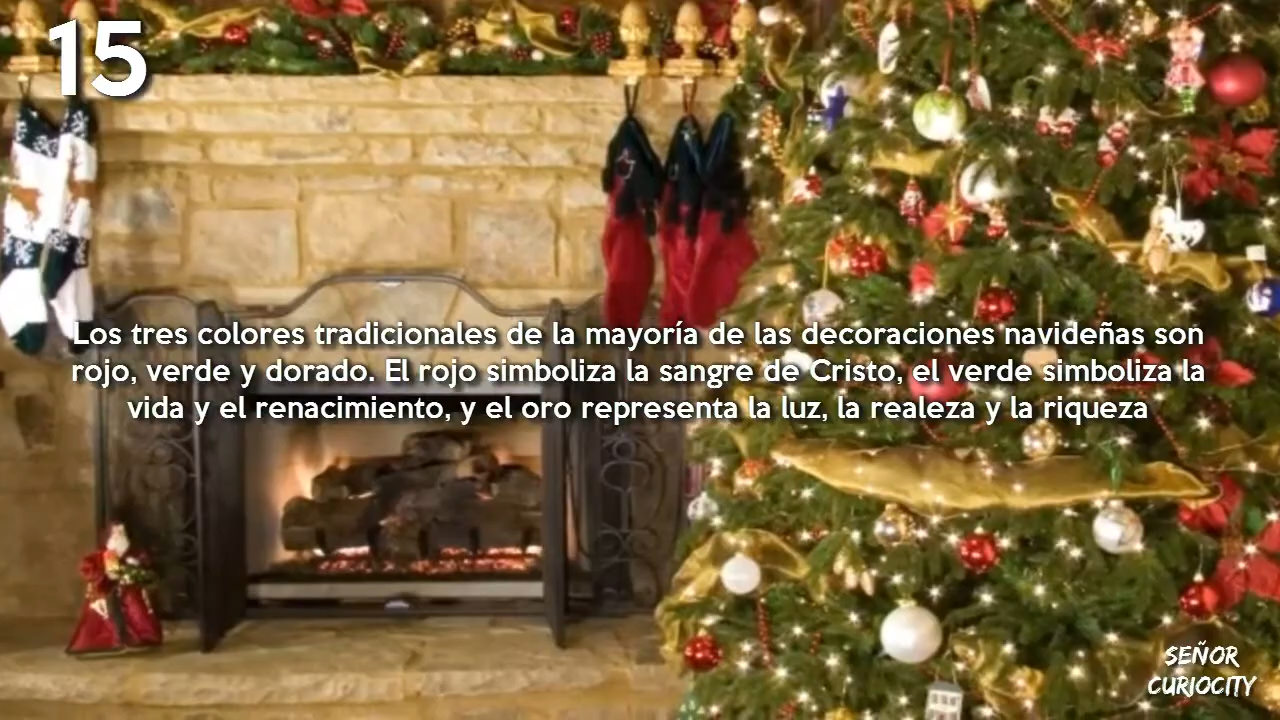 15
Los tres colores tradicionales de la mayoría de las decoraciones navideñas son
rojo, verde y dorado. El rojo simboliza la sangre de Cristo, el verde simboliza la
vida y el renacimiento, y el oro representa la luz, la realeza y la riqueza
SEÑOR
CURIOCITY